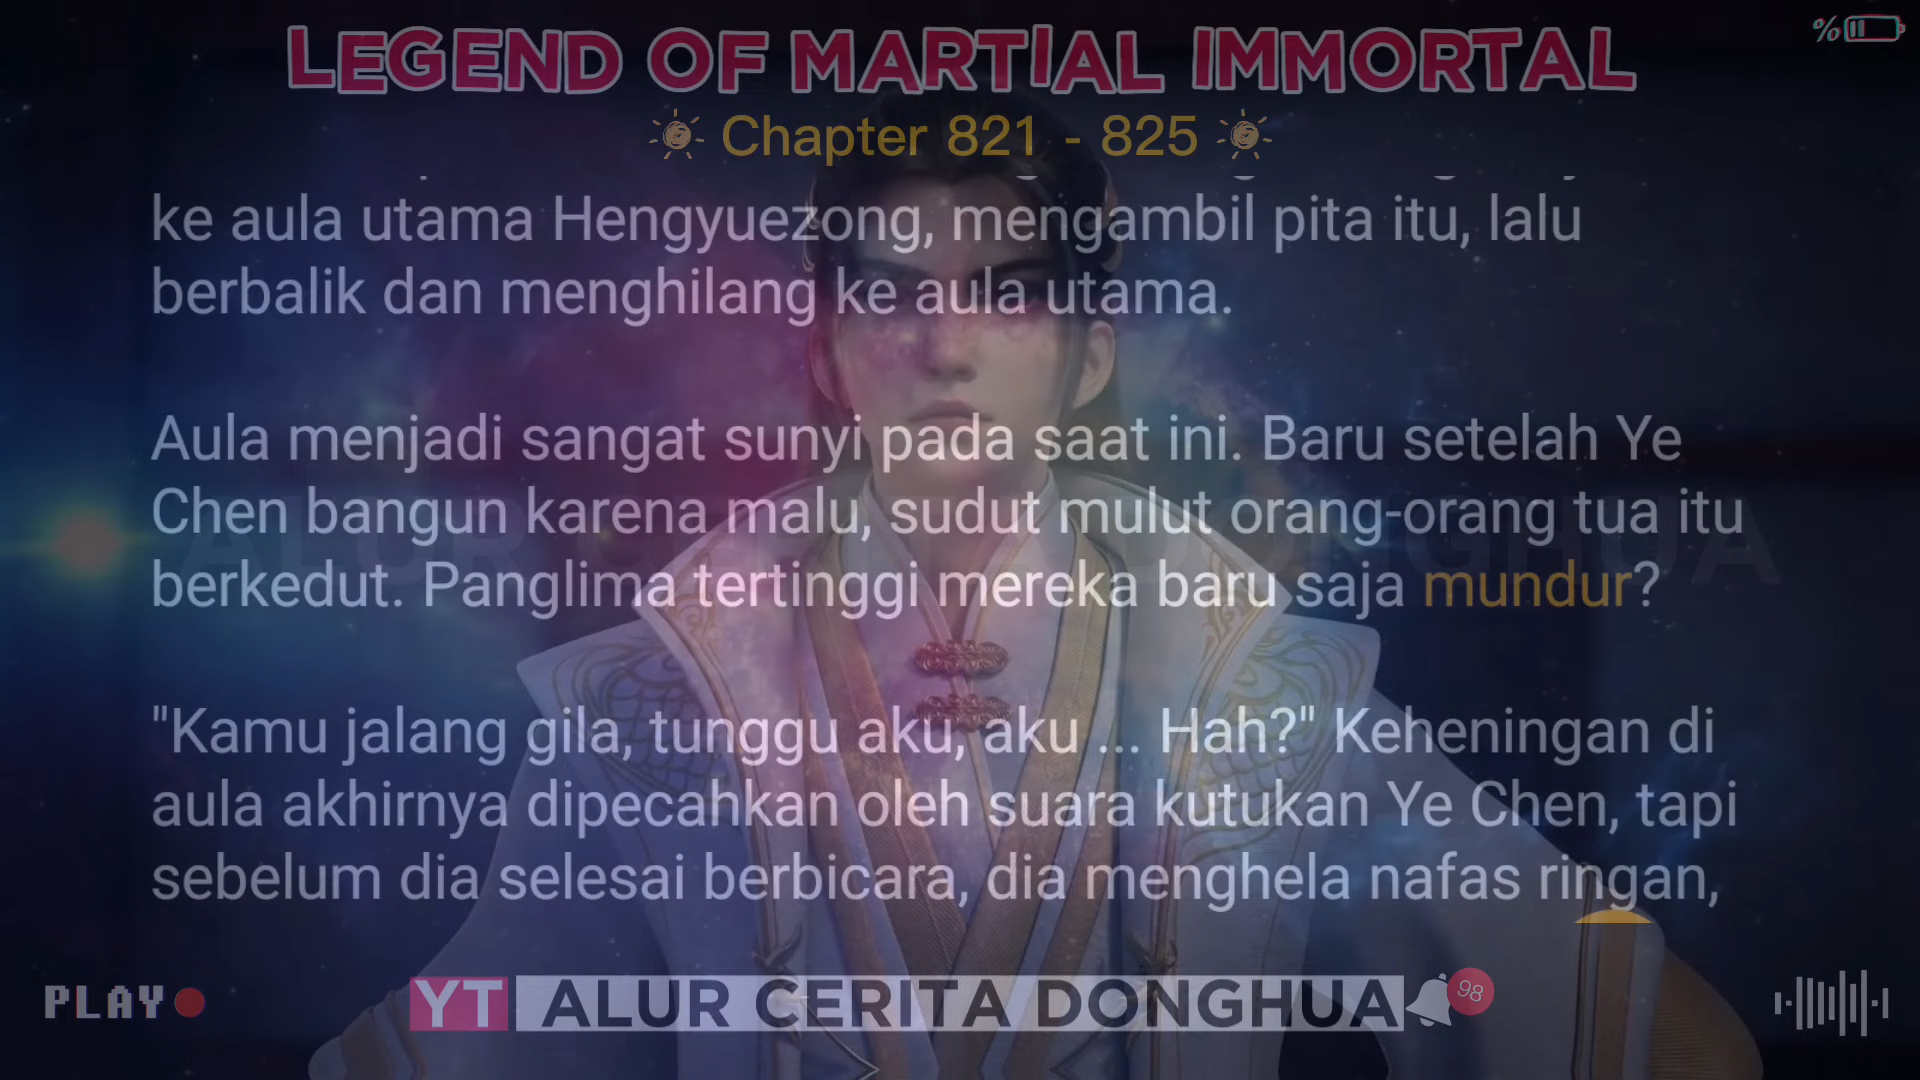 LEGEND OF MARTIAL IMMORTAL
%
Chapter 821 - 825
ke aula utama Hengyuezong, mengambil pita itu, lalu
berbalik dan menghilang ke aula utama.
Aula menjadi sangat sunyi pada saat ini. Baru setelah Ye
Chen bangun karena malu, sudut mulut orang-orang tua itu
berkedut. Panglima tertinggi mereka baru saja mundur?
"Kamu jalang gila, tunggu aku, aku ... Hah?" Keheningan di
aula akhirnya dipecahkan oleh suara kutukan Ye Chen, tapi
sebelum dia selesai berbicara, dia menghela nafas ringan,
ALUR CERITA DONGHUA
PLAY
YT ALUR CERITA DONGHUA 98